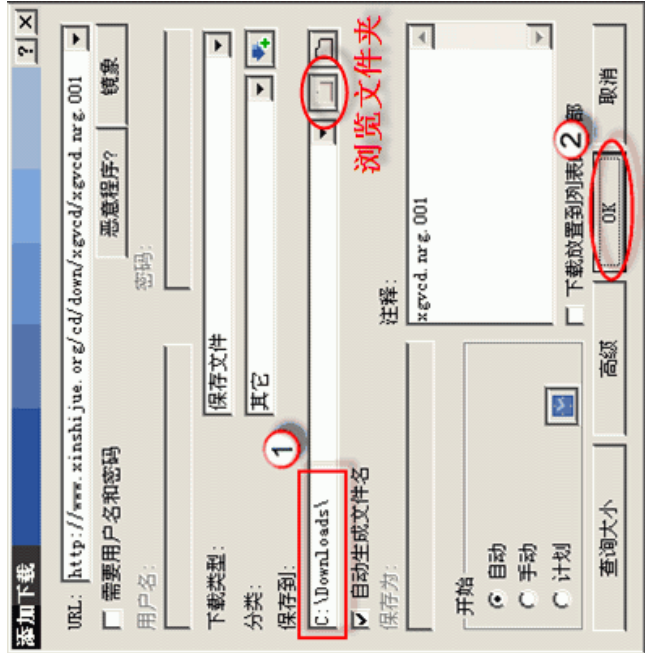 添加下载
URL: http://www.xinshijue.org/cd/down/xgvcd/xgvcd.nrg.001
需要用户名和密码
恶意程序?
镜象
用户名:
密码:
下载类型:
保存文件
分类:
其它
保存到:
①
C:\Downloads\
浏览文件夹
自动生成文件名
保存为:
注释:
xgvcd.nrg.001
开始
自动
手动
计划
下载放置到列表
部
②
查询大小
高级
OK
取消